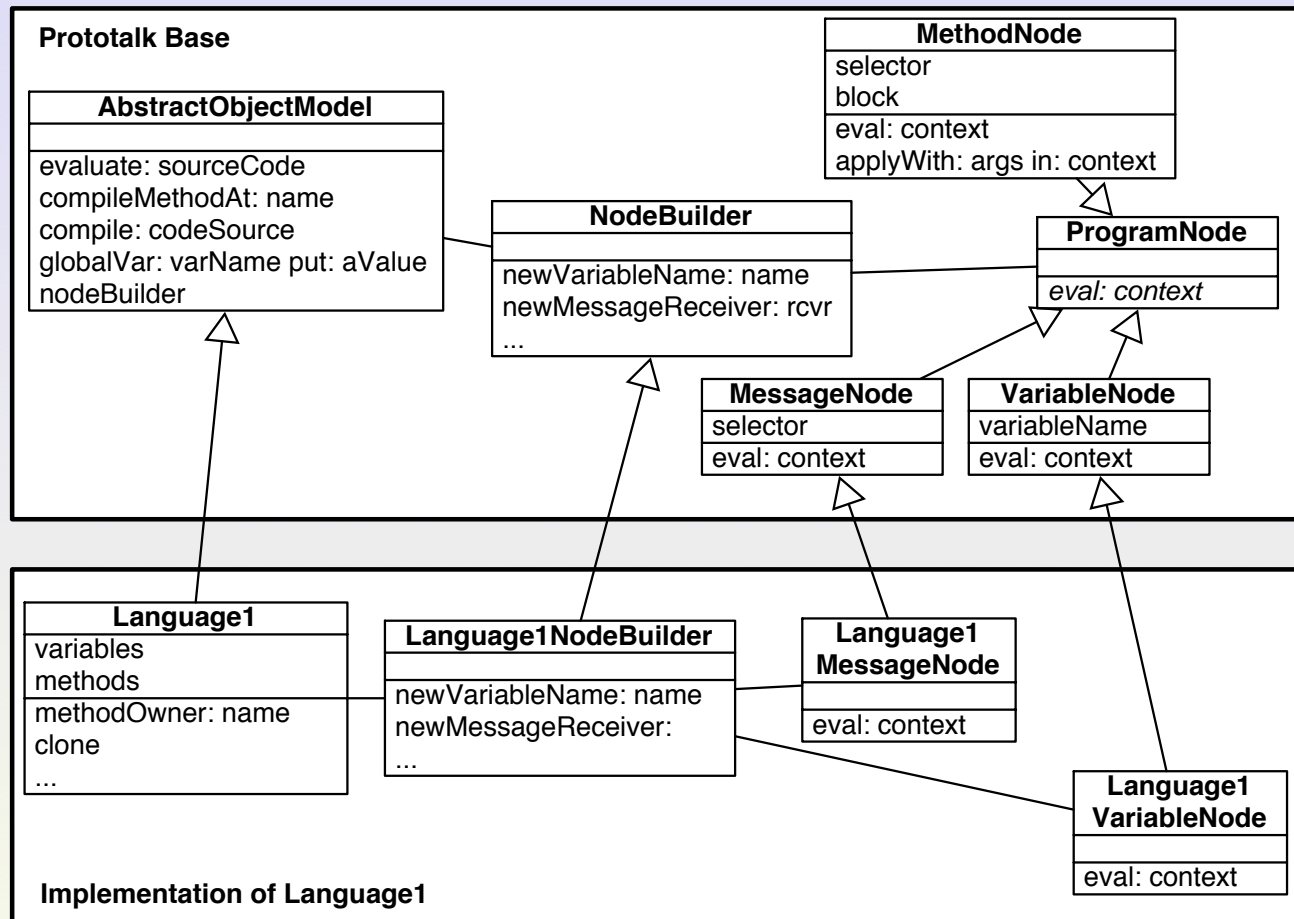 Prototalk Base
MethodNode
selector
block
eval: context
applyWith: args in: context
AbstractObjectModel
evaluate: sourceCode
compileMethodAt: name
compile: codeSource
globalVar: varName put: aValue
nodeBuilder
NodeBuilder
newVariableName: name
newMessageReceiver: rcvr
...
ProgramNode
eval: context
MessageNode
selector
eval: context
VariableNode
variableName
eval: context
Language1
variables
methods
methodOwner: name
clone
...
Language1NodeBuilder
newVariableName: name
newMessageReceiver:
...
Language1
MessageNode
eval: context
Language1
VariableNode
eval: context
Implementation of Language1